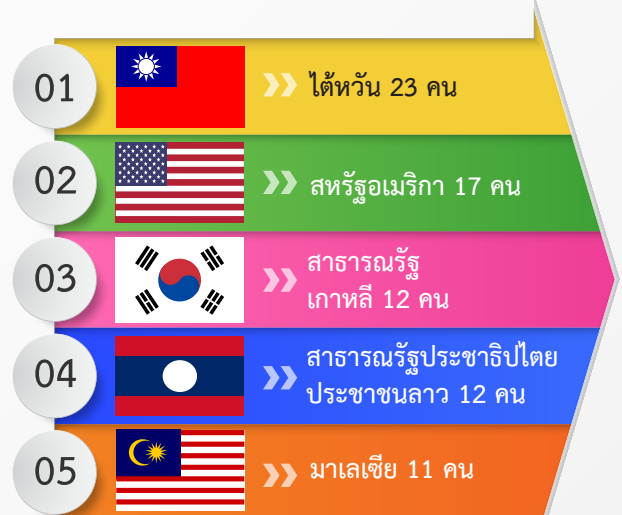 01
ไต้หวัน 23 คน
02
สหรัฐอเมริกา 17 คน
03
สาธารณรัฐ
เกาหลี 12 คน
04
สาธารณรัฐประชาธิปไตย
ประชาชนลาว 12 คน
05
มาเลเซีย 11 คน